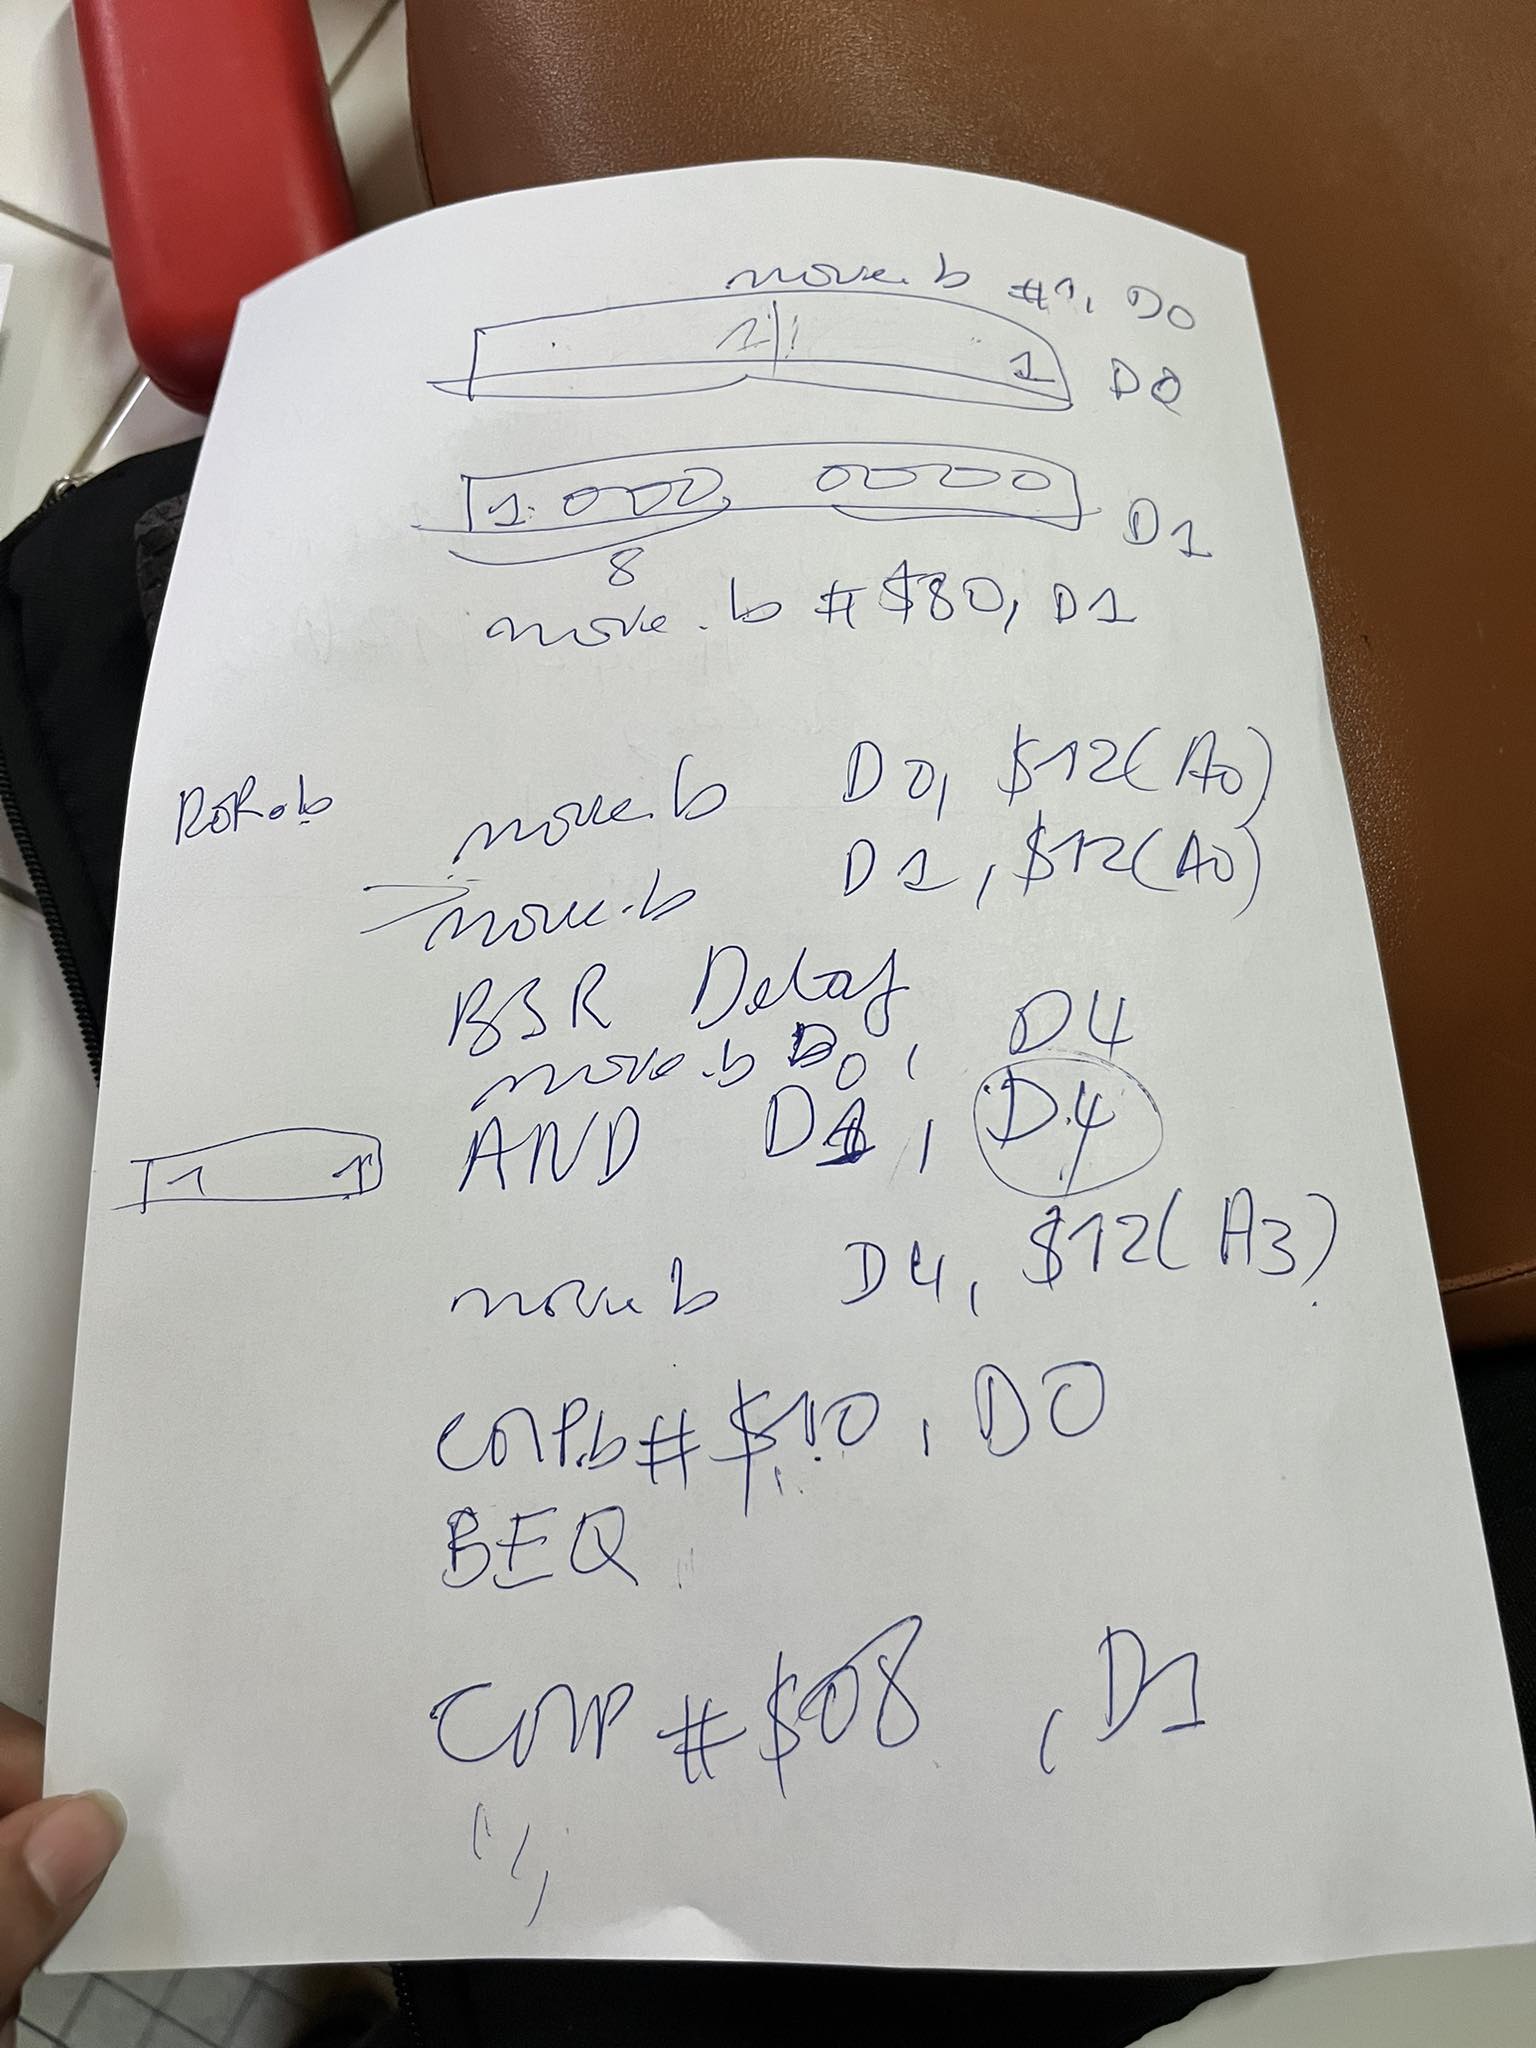 move.b #1, D0
1 1 D0
1 000 0000 D1
8
move.b #$80, D1
ROR.b move.b D0, $12(A0)
move.b D1, $12(A0)
BSR Delay
move.b D0, D4
1 1 AND D1, D4
move.b D4, $12(A3)
CMP.b #$10, D0
BEQ
CMP #$08, D1